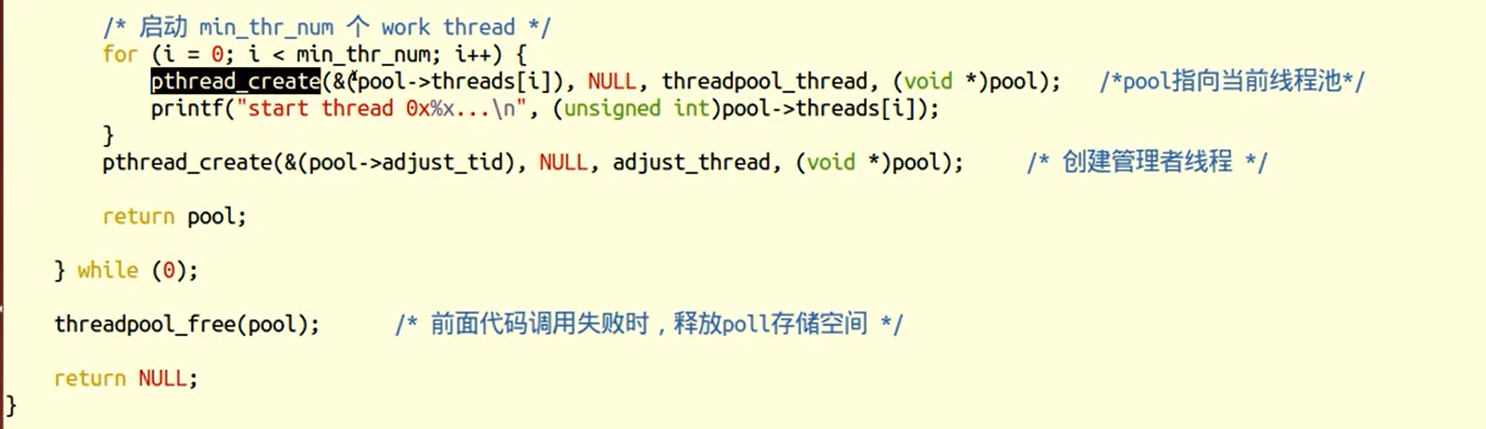 /* 启动 min_thr_num 个 work thread */
for (i = 0; i < min_thr_num; i++) {
pthread_create(&(pool->threads[i]), NULL, threadpool_thread, (void *)pool); /*pool指向当前线程池*/
printf("start thread 0x%x...\n", (unsigned int)pool->threads[i]);
}
pthread_create(&(pool->adjust_tid), NULL, adjust_thread, (void *)pool); /* 创建管理者线程 */
return pool;
} while (0);
threadpool_free(pool); /* 前面代码调用失败时，释放poll存储空间 */
return NULL;
}